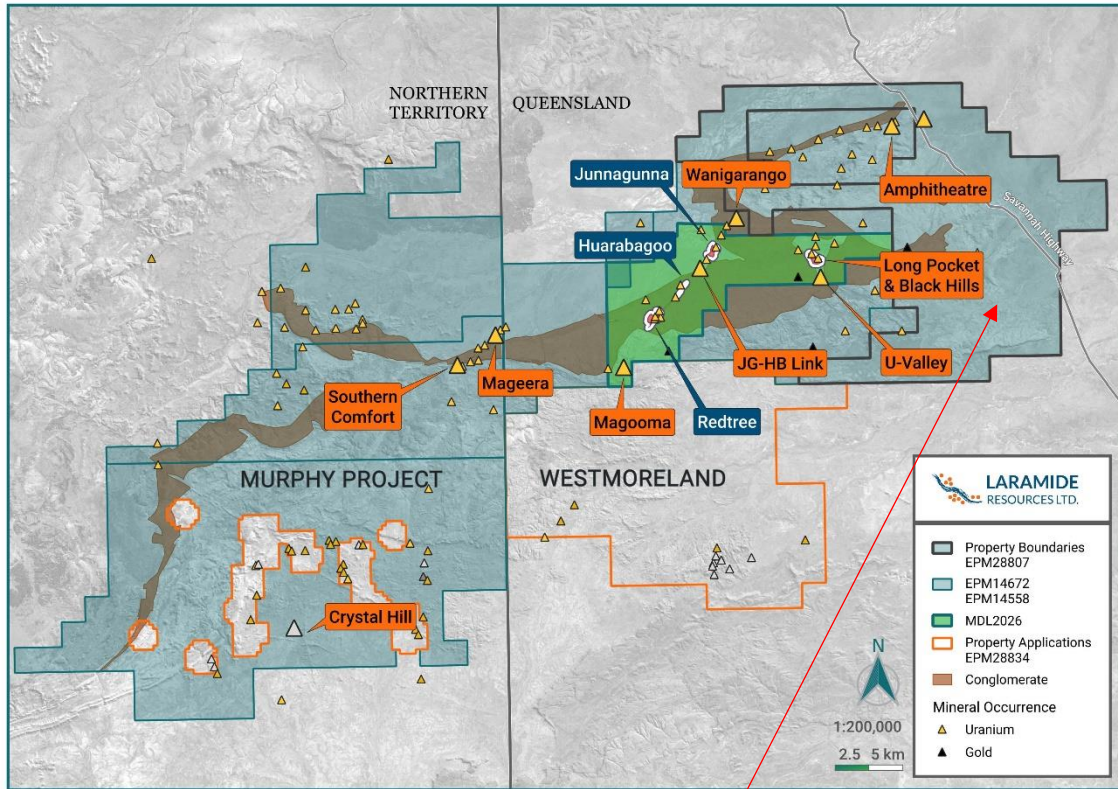 NORTHERN
TERRITORY
QUEENSLAND
Junnagunna
Wanigarango
Amphitheatre
Savannah Highway
Huarabagoo
Long Pocket
& Black Hills
JG-HB Link
U-Valley
Southern
Comfort
Mageera
Magooma
Redtree
MURPHY PROJECT
WESTMORELAND
Crystal Hill
LARAMIDE
RESOURCES LTD.
Property Boundaries
EPM28807
EPM14672
EPM14558
MDL2026
Property Applications
EPM28834
Conglomerate
Mineral Occurrence
Uranium
Gold
N
1:200,000
2.5 5 km